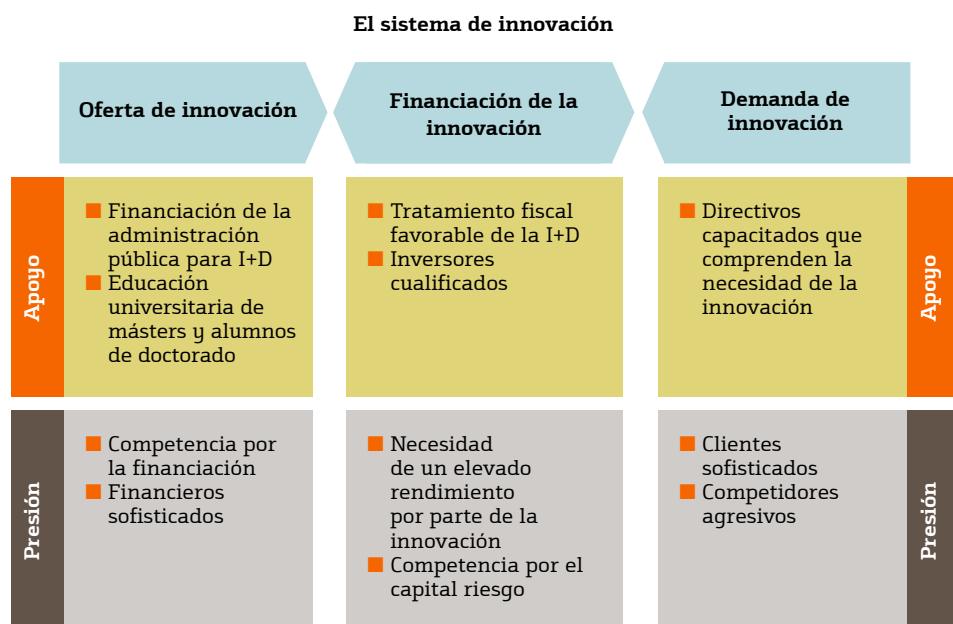 El sistema de innovación
Oferta de innovación
Financiación de la
innovación
Demanda de
innovación
Apoyo
Financiación de la
administración
pública para I+D
Educación
universitaria de
másters y alumnos
de doctorado
Tratamiento fiscal
favorable de la I+D
Inversores
cualificados
Directivos
capacitados que
comprenden la
necesidad de la
innovación
Apoyo
Presión
Competencia por
la financiación
Financieros
sofisticados
Necesidad
de un elevado
rendimiento
por parte de la
innovación
Competencia por el
capital riesgo
Clientes
sofisticados
Competidores
agresivos
Presión